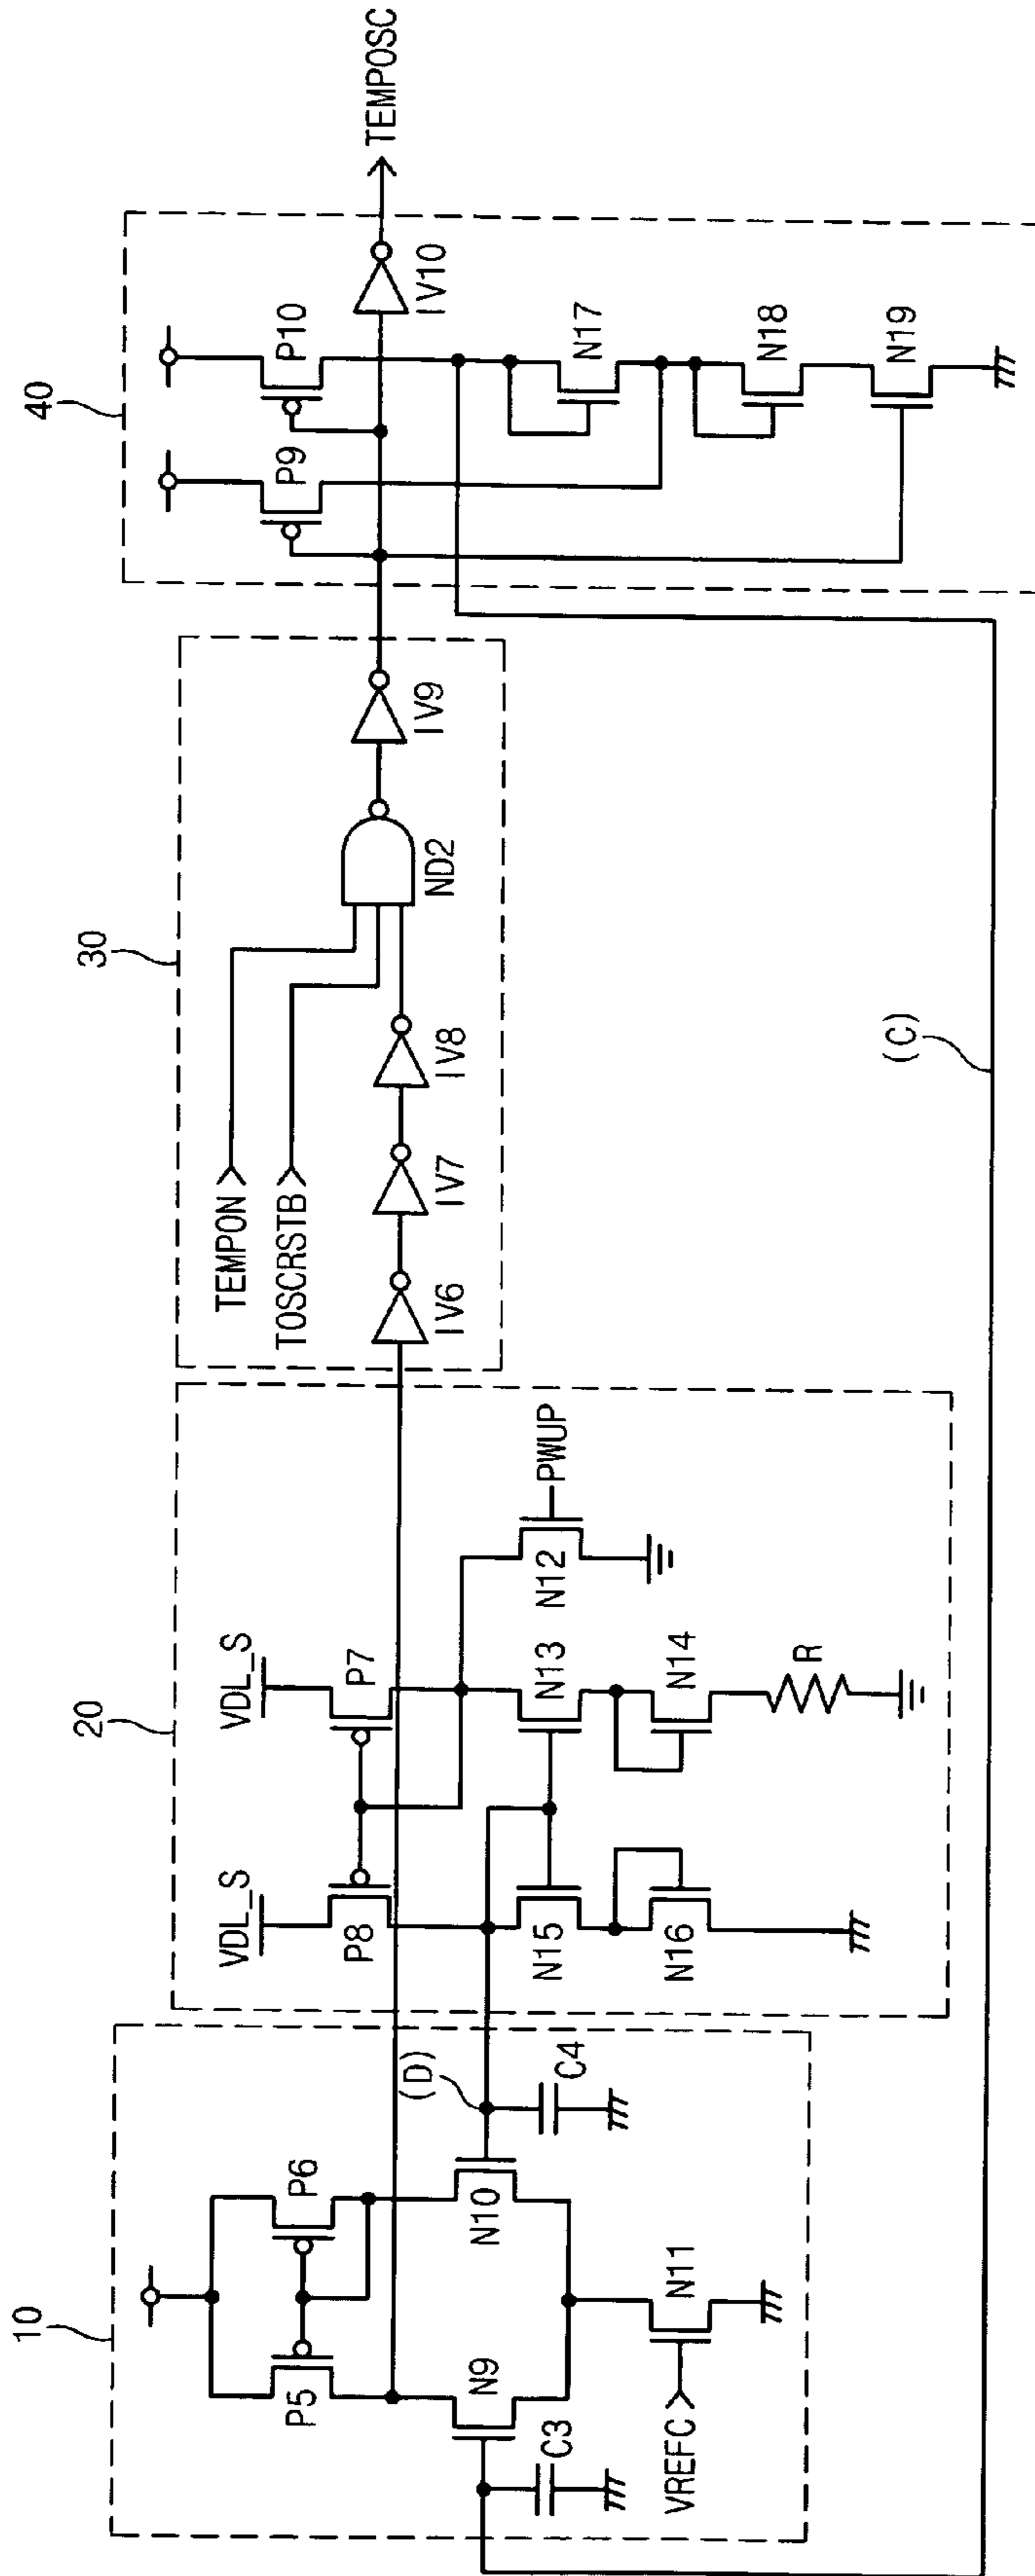 10
P5
P6
N9
N10
C3
(D)
C4
VREFC
N11
20
VDL_S
VDL_S
P8
P7
N15
N13
N12
PWUP
N16
N14
R
30
TEMPON
TOSCRSTB
IV6
IV7
IV8
ND2
IV9
(C)
40
P9
P10
IV10
TEMPOSC
N17
N18
N19